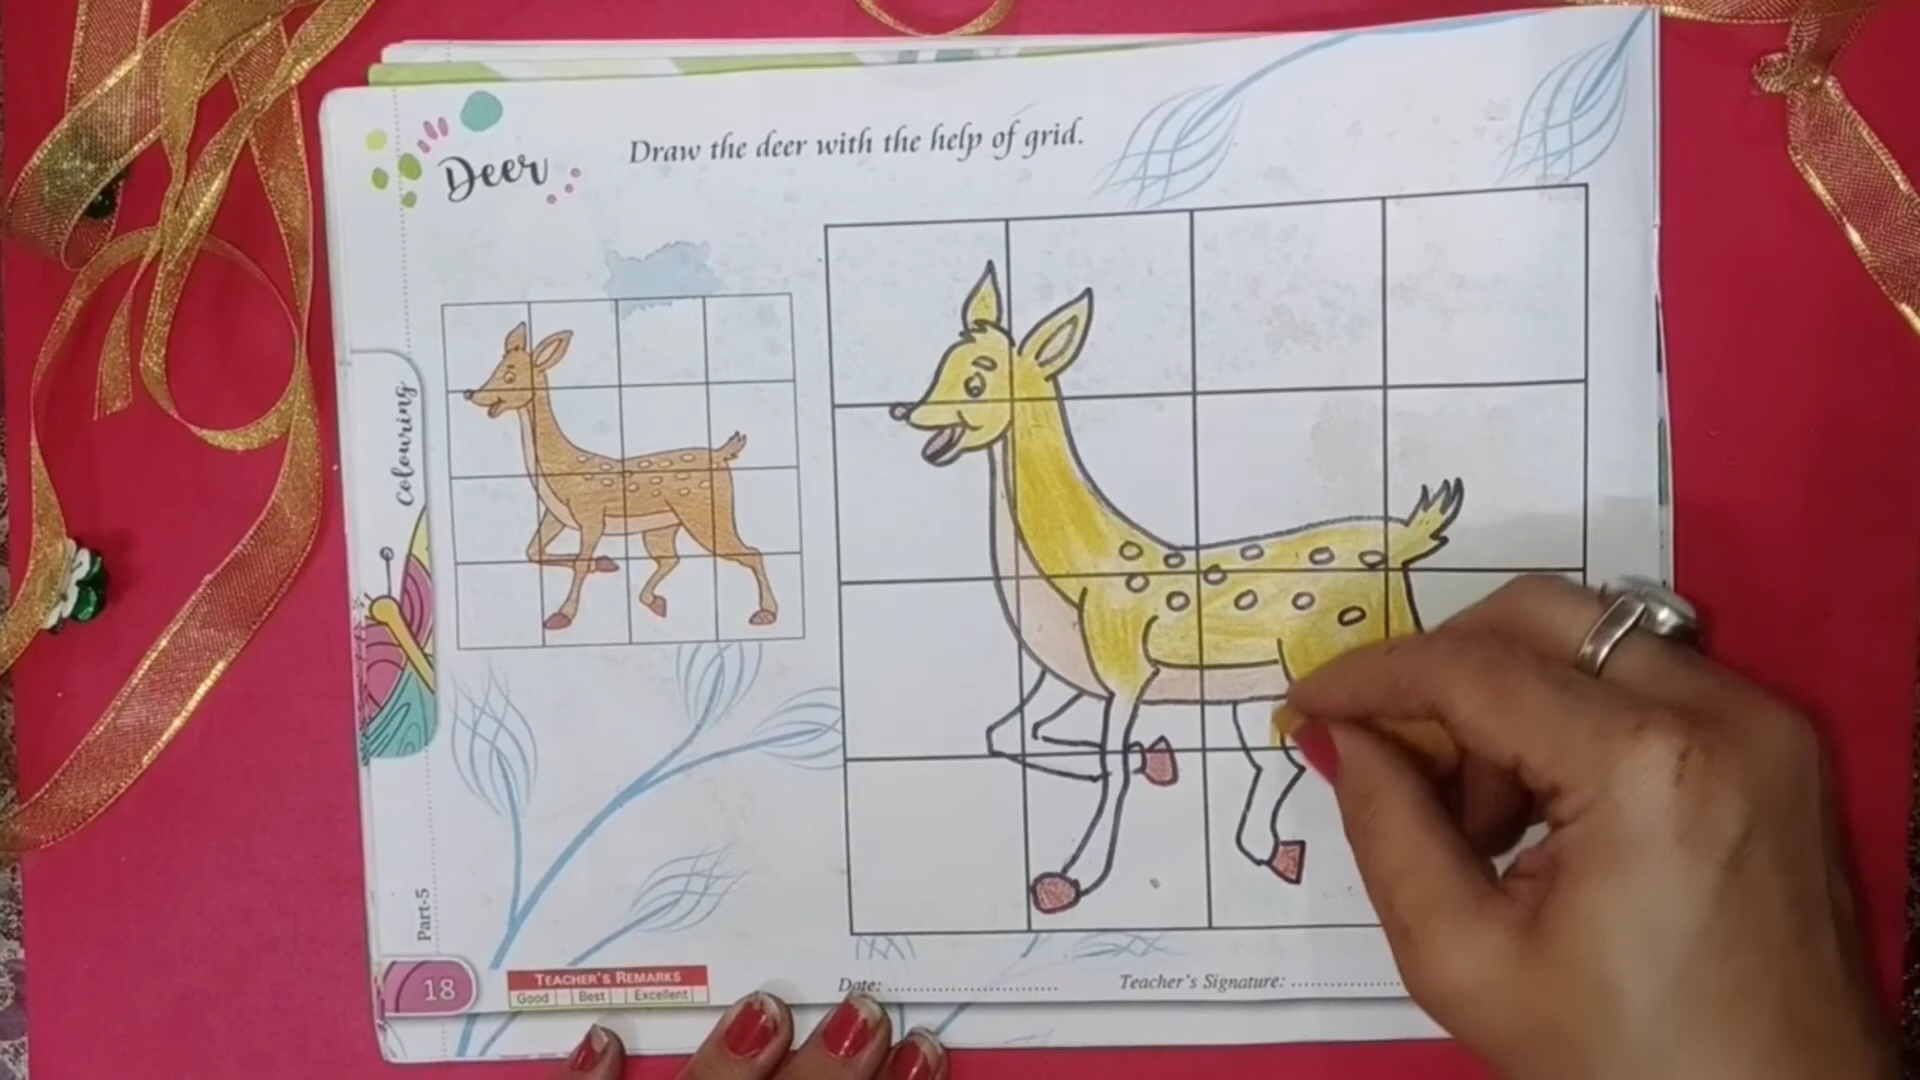 Deer
Draw the deer with the help of grid.
Colouring
Part-5
18
TEACHER'S REMARKS
Good Best Excellent
Date: ..........................
Teacher's Signature: .................